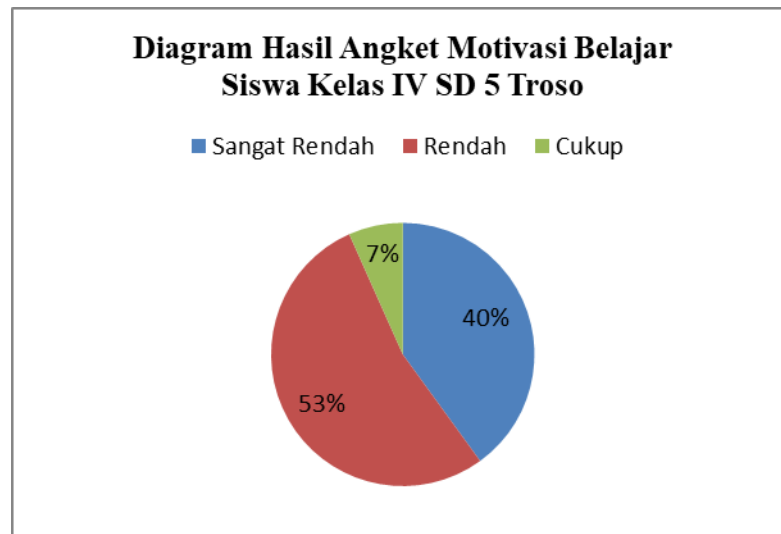 Diagram Hasil Angket Motivasi Belajar
Siswa Kelas IV SD 5 Troso
Sangat Rendah Rendah Cukup
7%
40%
53%